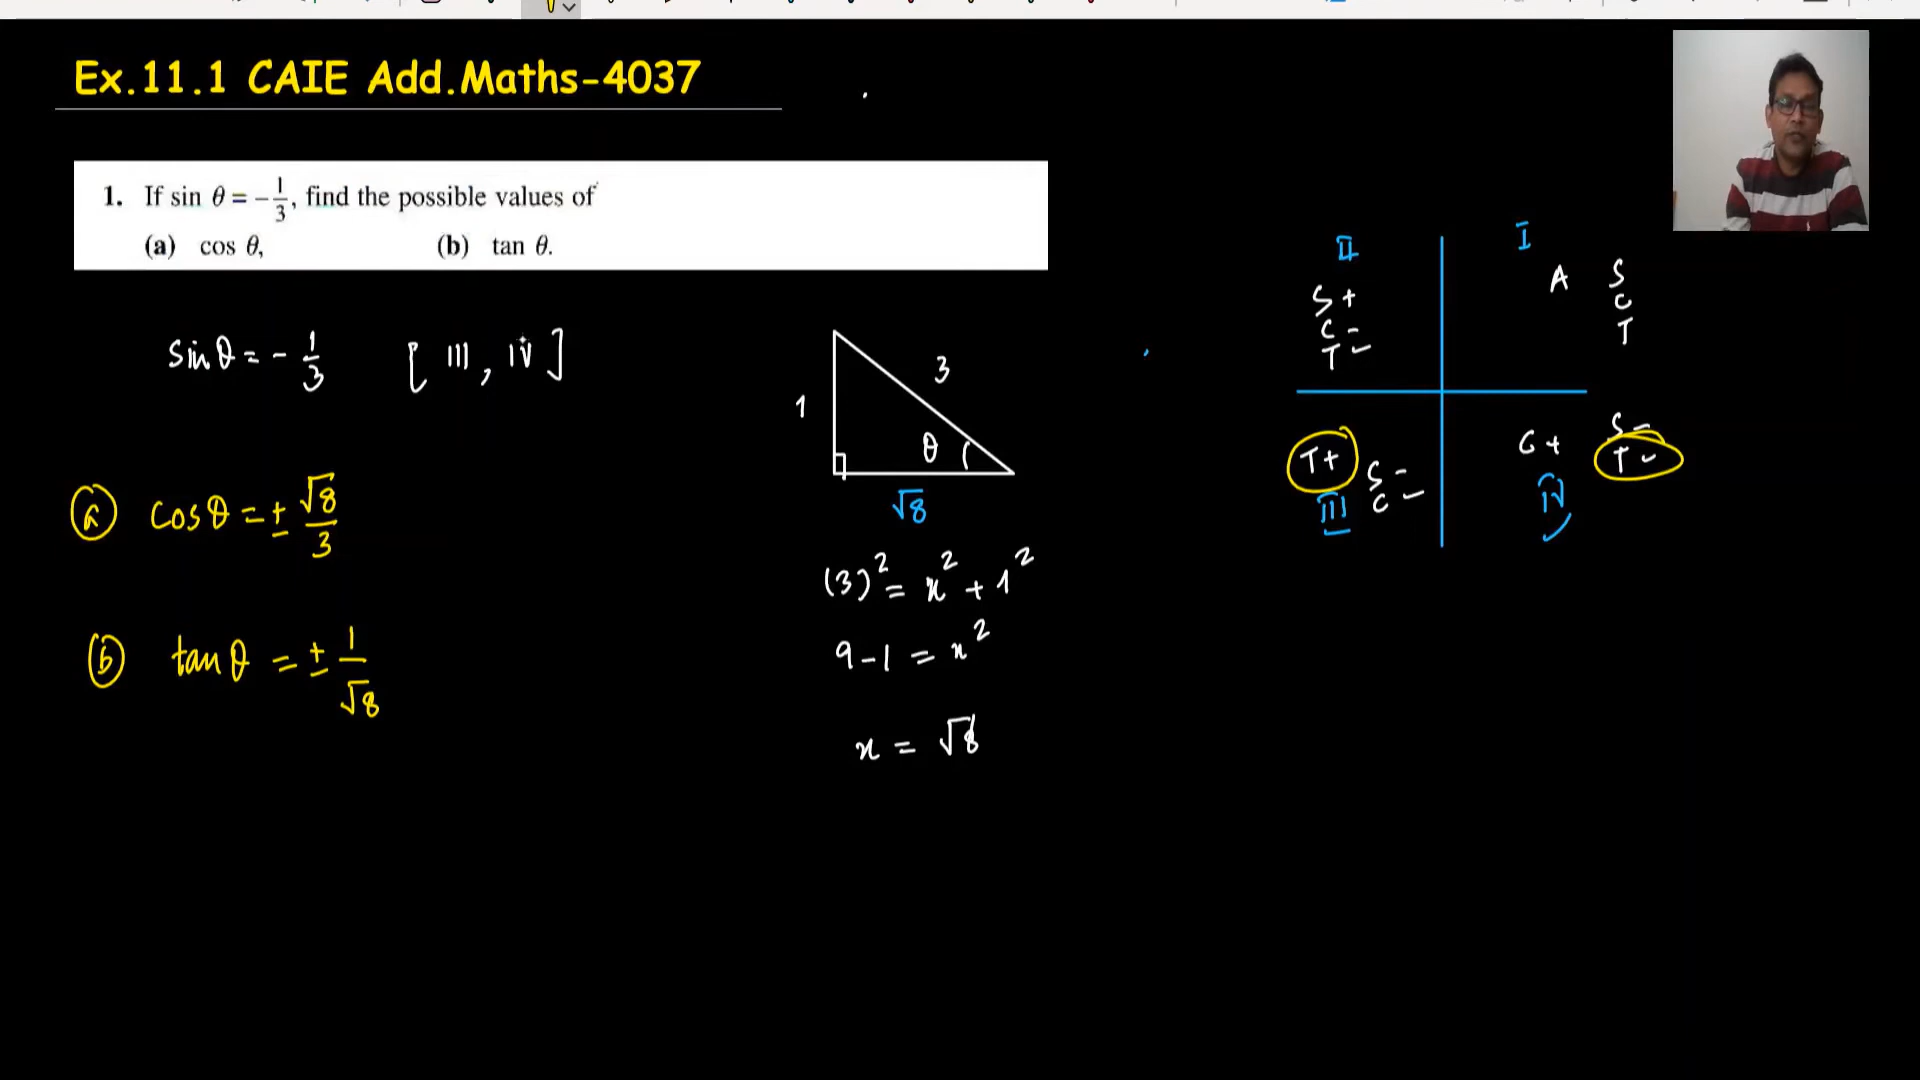 Ex.11.1 CAIE Add.Maths-4037
1. If sin θ = -1/3, find the possible values of
(a) cos θ, (b) tan θ.
sin θ = - 1/3 [ III, IV ]
(a) cos θ = ± √8/3
(b) tan θ = ± 1/√8
1
3
θ
√8
(3)² = x² + 1²
9 - 1 = x²
x = √8
II
S +
C -
T -
I
A
S
C
T
T+
S -
C -
III
C +
S -
T -
IV